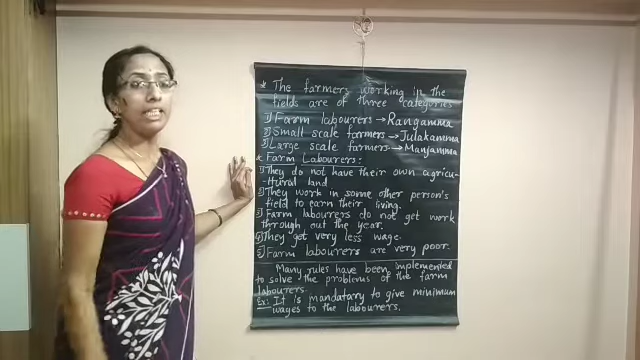 * The farmers working in the
fields are of three categories
1) Farm labourers → Rangamma
2) Small scale farmers → Julakamma
3) Large scale farmers → Manjamma
* Farm Labourers:
1) They do not have their own agricu-
-ltural land
2) They work in some other person's
field to earn their living.
3) Farm labourers do not get work
through out the year.
4) They get very less wage.
5) Farm labourers are very poor.
Many rules have been implemented
to solve the problems of the farm
labourers.
Ex: It is mandatary to give minimum
wages to the labourers.